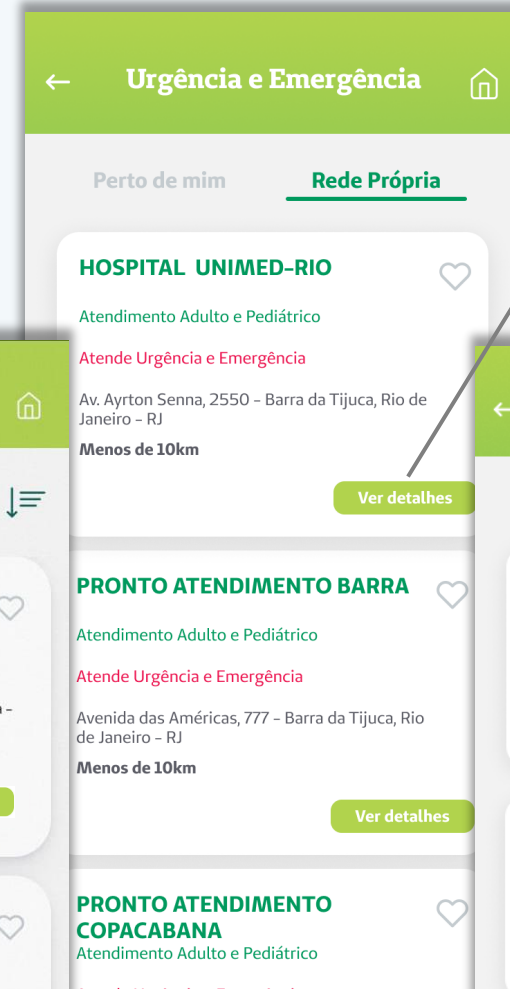 Urgência e Emergência
Perto de mim
Rede Própria
HOSPITAL UNIMED-RIO
Atendimento Adulto e Pediátrico
Atende Urgência e Emergência
Av. Ayrton Senna, 2550 – Barra da Tijuca, Rio de
Janeiro – RJ
Menos de 10km
Ver detalhes
PRONTO ATENDIMENTO BARRA
Atendimento Adulto e Pediátrico
Atende Urgência e Emergência
Avenida das Américas, 777 – Barra da Tijuca, Rio
de Janeiro – RJ
Menos de 10km
Ver detalhes
PRONTO ATENDIMENTO
COPACABANA
Atendimento Adulto e Pediátrico